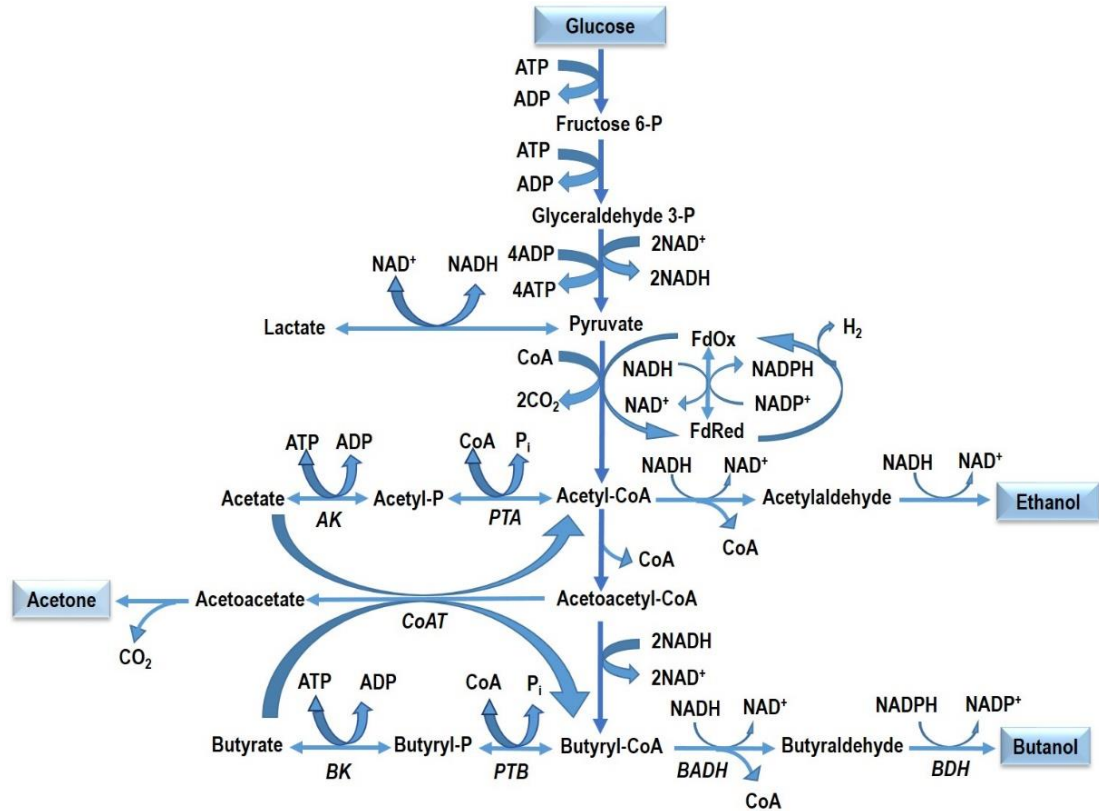 Glucose
ATP
ADP
Fructose 6-P
ATP
ADP
Glyceraldehyde 3-P
4ADP 2NAD⁺
4ATP 2NADH
NAD⁺ NADH
Lactate Pyruvate
CoA
2CO₂
FdOx H₂
NADH NADPH
NAD⁺ NADP⁺
FdRed
ATP ADP CoA Pᵢ NADH NAD⁺ NADH NAD⁺
Acetate Acetyl-P Acetyl-CoA Acetylaldehyde Ethanol
AK PTA
CoA
CoA
Acetone Acetoacetate Acetoacetyl-CoA
CoAT
CO₂
2NADH
2NAD⁺
ATP ADP CoA Pᵢ NADH NAD⁺ NADPH NADP⁺
Butyrate Butyryl-P Butyryl-CoA Butyraldehyde Butanol
BK PTB BADH BDH
CoA